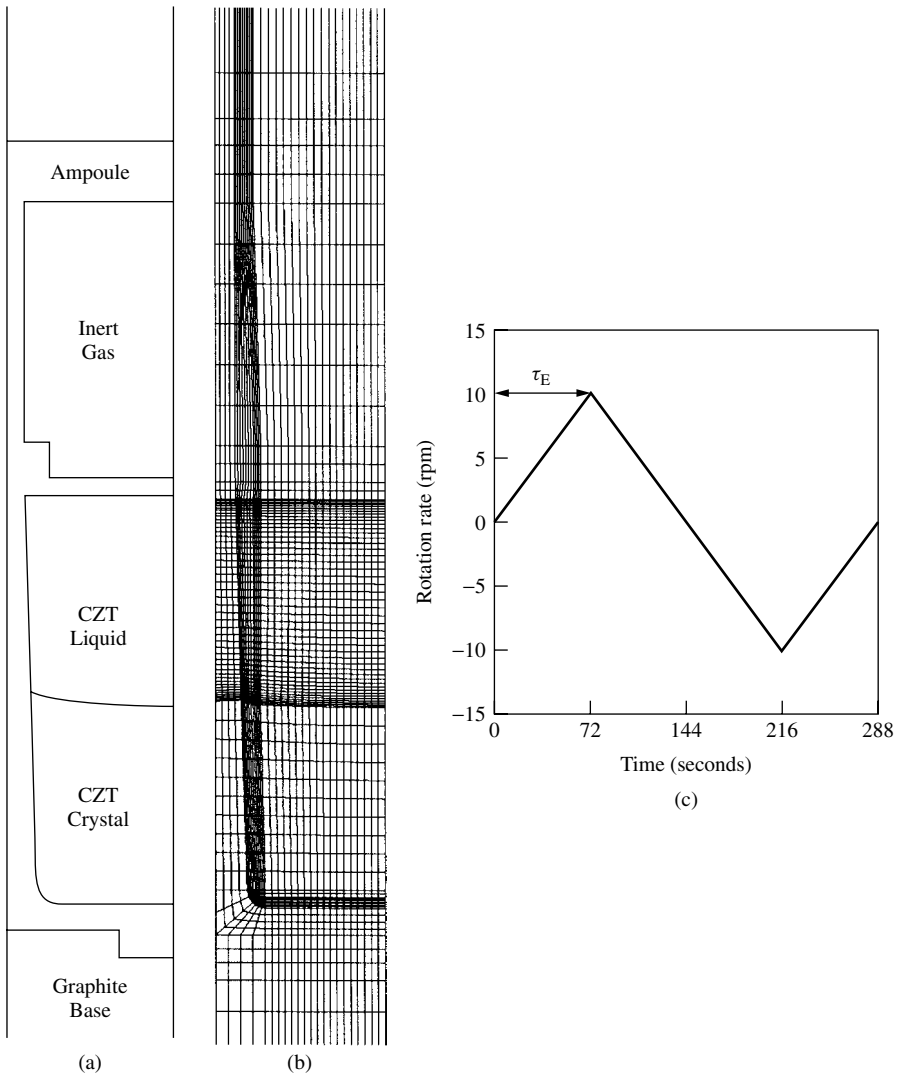 Ampoule
Inert
Gas
CZT
Liquid
CZT
Crystal
Graphite
Base
(a)
(b)
15
10
5
0
−5
−10
−15
τE
Rotation rate (rpm)
0 72 144 216 288
Time (seconds)
(c)